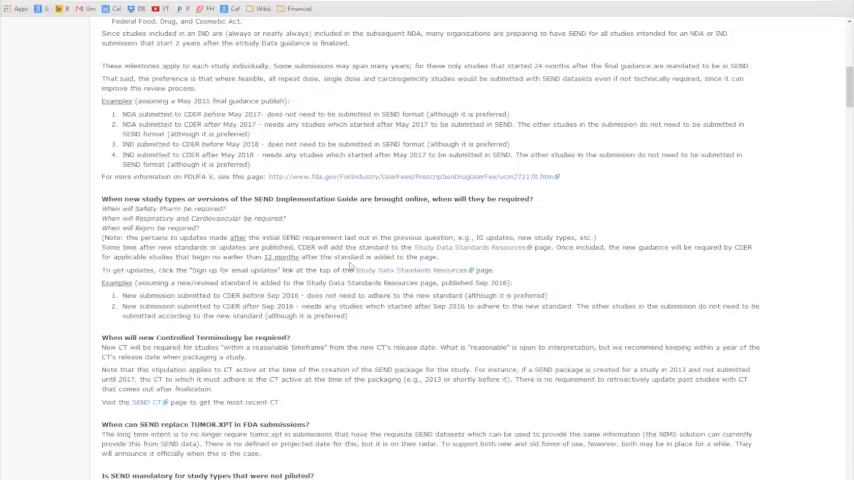 Apps G B Gm Cal DB YT P FH Caf Wikis Financial
Federal Food, Drug, and Cosmetic Act.
Since studies included in an IND are (always or nearly always) included in the subsequent NDA, many organizations are preparing to have SEND for all studies intended for an NDA or IND
submission that start 2 years after the eStudy Data guidance is finalized.
These milestones apply to each study individually. Some submissions may span many years; for these only studies that started 24 months after the final guidance are mandated to be in SEND.
That said, the preference is that where feasible, all repeat dose, single dose and carcinogenicity studies would be submitted with SEND datasets even if not technically required, since it can
improve the review process.
Examples (assuming a May 2015 final guidance publish):
1. NDA submitted to CDER before May 2017- does not need to be submitted in SEND format (although it is preferred)
2. NDA submitted to CDER after May 2017 - needs any studies which started after May 2017 to be submitted in SEND. The other studies in the submission do not need to be submitted in
SEND format (although it is preferred)
3. IND submitted to CDER before May 2018 - does not need to be submitted in SEND format (although it is preferred)
4. IND submitted to CDER after May 2018 - needs any studies which started after May 2017 to be submitted in SEND. The other studies in the submission do not need to be submitted in
SEND format (although it is preferred)
For more information on PDUFA V, see this page: http://www.fda.gov/ForIndustry/UserFees/PrescriptionDrugUserFee/ucm272170.htm
When new study types or versions of the SEND Implementation Guide are brought online, when will they be required?
When will Safety Pharm be required?
When will Respiratory and Cardiovascular be required?
When will Repro be required?
(Note: this pertains to updates made after the initial SEND requirement laid out in the previous question, e.g., IG updates, new study types, etc.)
Some time after new standards or updates are published, CDER will add the standard to the Study Data Standards Resources page. Once included, the new guidance will be required by CDER
for applicable studies that begin no earlier than 12 months after the standard is added to the page.
To get updates, click the "Sign up for email updates" link at the top of the Study Data Standards Resources page.
Examples (assuming a new/revised standard is added to the Study Data Standards Resources page, published Sep 2016):
1. New submission submitted to CDER before Sep 2016 - does not need to adhere to the new standard (although it is preferred)
2. New submission submitted to CDER after Sep 2016 - needs any studies which started after Sep 2016 to adhere to the new standard. The other studies in the submission do not need to be
submitted according to the new standard (although it is preferred)
When will new Controlled Terminology be required?
New CT will be required for studies "within a reasonable timeframe" from the new CT's release date. What is "reasonable" is open to interpretation, but we recommend keeping within a year of the
CT's release date when packaging a study.
Note that this stipulation applies to CT active at the time of the creation of the SEND package for the study. For instance, if a SEND package is created for a study in 2013 and not submitted
until 2017, the CT to which it must adhere is the CT active at the time of the packaging (e.g., 2013 or shortly before it). There is no requirement to retroactively update past studies with CT
that comes out after finalization.
Visit the SEND CT page to get the most recent CT
When can SEND replace TUMOR.XPT in FDA submissions?
The long term intent is to no longer require tumor.xpt in submissions that have the requisite SEND datasets which can be used to provide the same information (the NIMS solution can currently
provide this from SEND data). There is no defined or projected date for this, but it is on their radar. To support both new and old forms of use, however, both may be in place for a while. They
will announce it officially when this is the case.
Is SEND mandatory for study types that were not piloted?